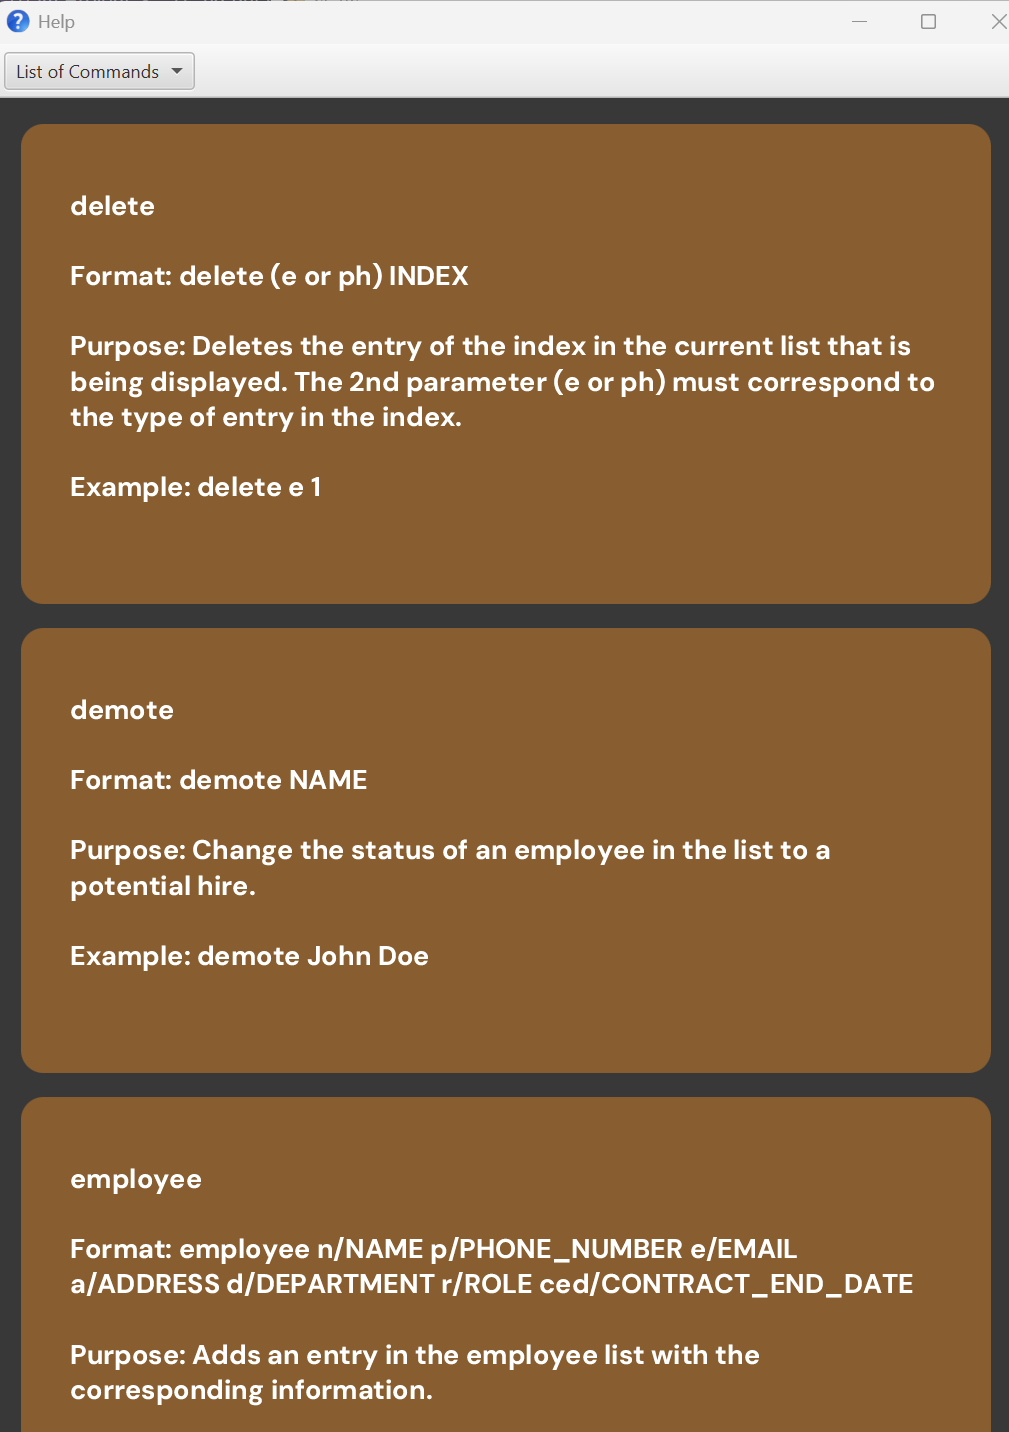 Help
List of Commands
delete
Format: delete (e or ph) INDEX
Purpose: Deletes the entry of the index in the current list that is
being displayed. The 2nd parameter (e or ph) must correspond to
the type of entry in the index.
Example: delete e 1
demote
Format: demote NAME
Purpose: Change the status of an employee in the list to a
potential hire.
Example: demote John Doe
employee
Format: employee n/NAME p/PHONE_NUMBER e/EMAIL
a/ADDRESS d/DEPARTMENT r/ROLE ced/CONTRACT_END_DATE
Purpose: Adds an entry in the employee list with the
corresponding information.